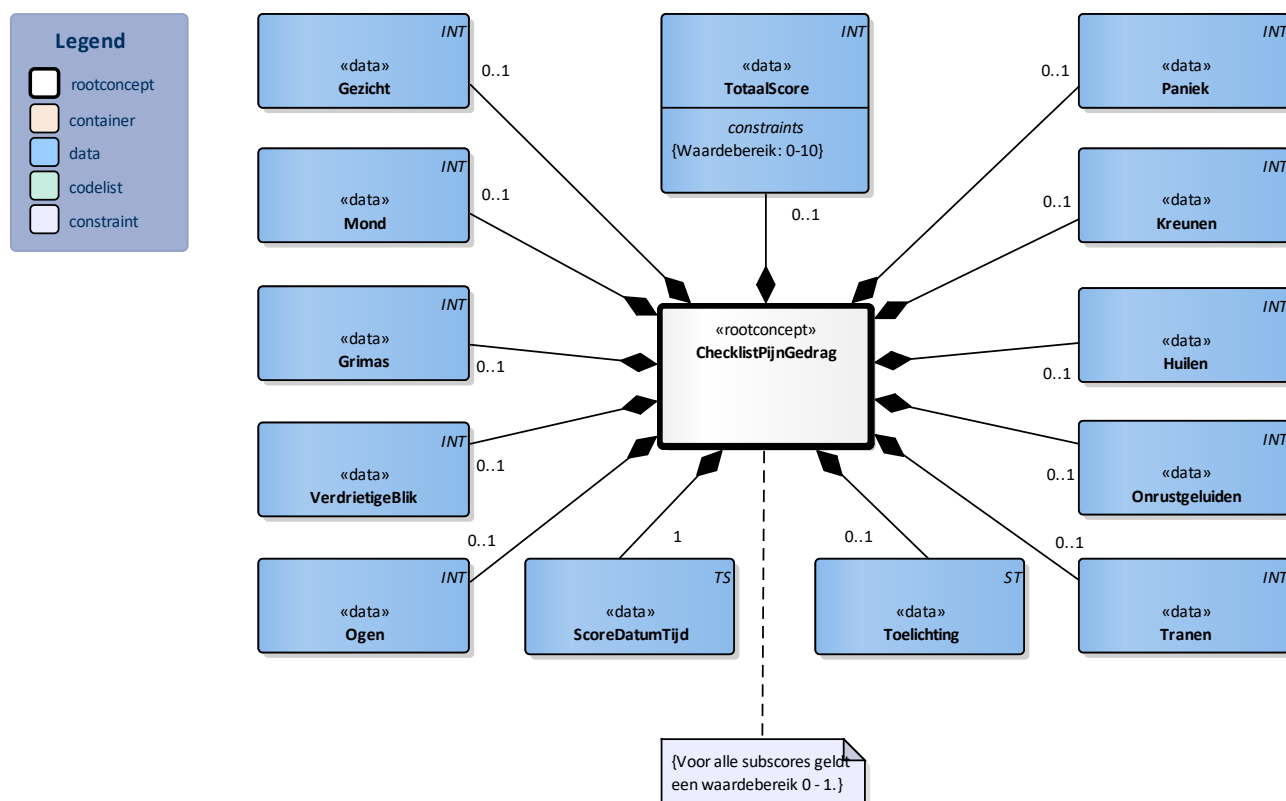 Legend
rootconcept
container
data
codelist
constraint
INT
«data»
Gezicht
0..1
INT
«data»
TotaalScore
constraints
{Waardebereik: 0-10}
0..1
INT
«data»
Paniek
0..1
INT
«data»
Mond
0..1
INT
«data»
Kreunen
0..1
INT
«data»
Grimas
0..1
«rootconcept»
ChecklistPijnGedrag
INT
«data»
Huilen
0..1
INT
«data»
VerdrietigeBlik
0..1
INT
«data»
Onrustgeluiden
0..1
INT
«data»
Ogen
0..1
TS
«data»
ScoreDatumTijd
1
ST
«data»
Toelichting
0..1
INT
«data»
Tranen
0..1
{Voor alle subscores geldt
een waardebereik 0 - 1.}